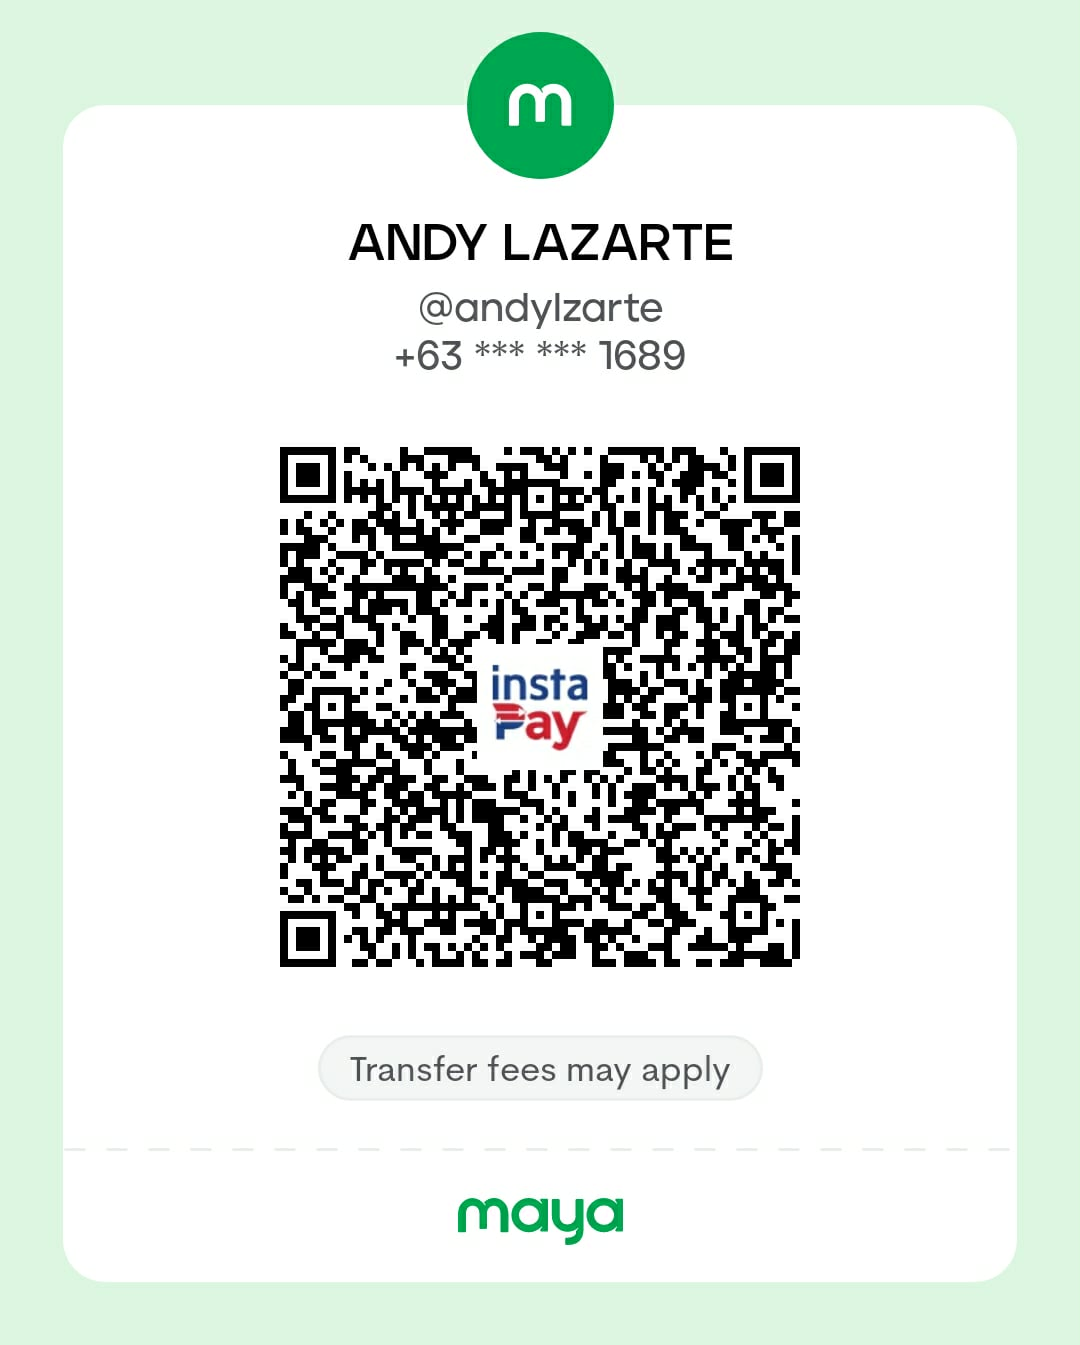 m
ANDY LAZARTE
@andylzarte
+63 *** *** 1689
insta
Pay
Transfer fees may apply
maya